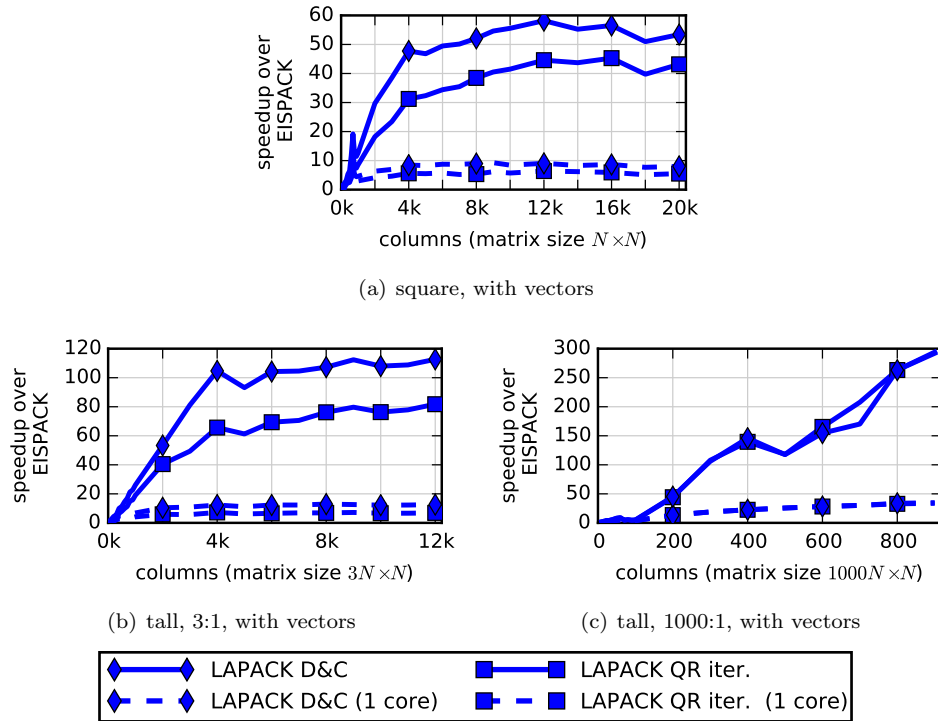 60
50
40
30
20
10
0
speedup over
EISPACK
0k 4k 8k 12k 16k 20k
columns (matrix size N×N)
(a) square, with vectors
120
100
80
60
40
20
0
speedup over
EISPACK
0k 4k 8k 12k
columns (matrix size 3N×N)
(b) tall, 3:1, with vectors
300
250
200
150
100
50
0
speedup over
EISPACK
0 200 400 600 800
columns (matrix size 1000N×N)
(c) tall, 1000:1, with vectors
LAPACK D&C
LAPACK QR iter.
LAPACK D&C (1 core)
LAPACK QR iter. (1 core)